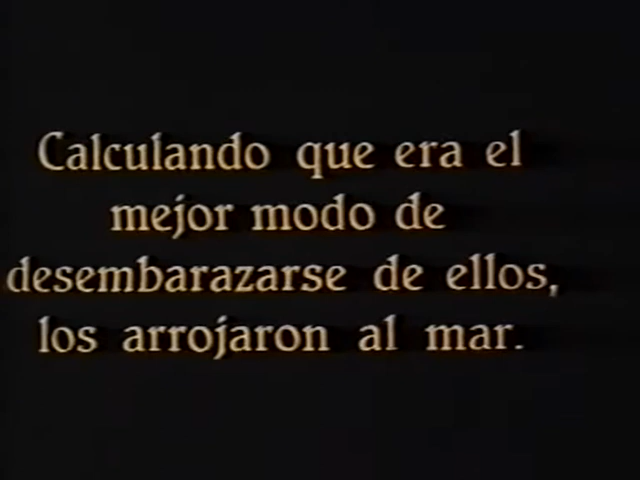 Calculando que era el
mejor modo de
desembarazarse de ellos,
los arrojaron al mar.